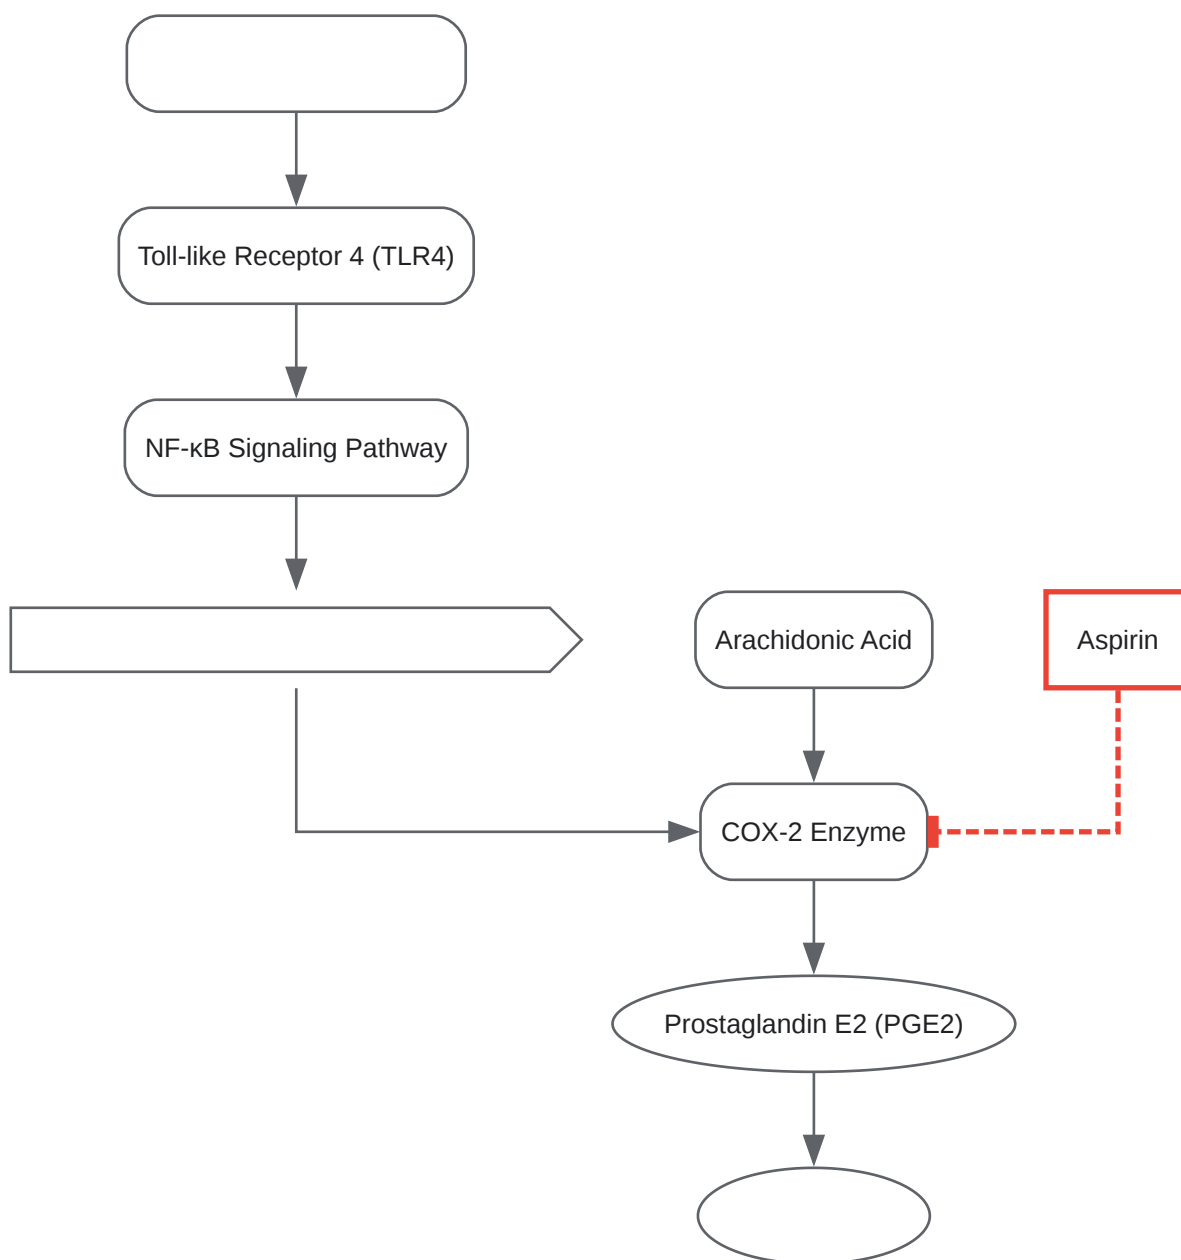 Toll-like Receptor 4 (TLR4)
NF-κB Signaling Pathway
Arachidonic Acid
Aspirin
COX-2 Enzyme
Prostaglandin E2 (PGE2)